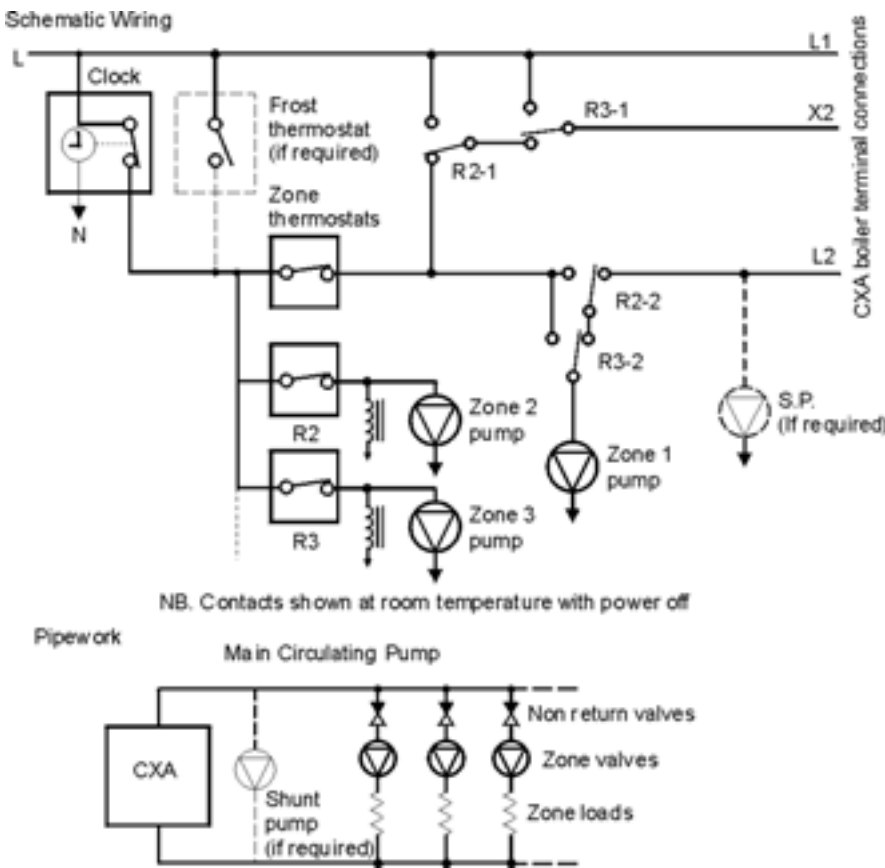 Schematic Wiring
L
L1
Clock
Frost
thermostat
(if required)
R3-1
X2
R2-1
N
Zone
thermostats
L2
CXA boiler terminal connections
R2-2
R3-2
R2
Zone 2
pump
S.P.
(If required)
Zone 1
pump
R3
Zone 3
pump
NB. Contacts shown at room temperature with power off
Pipework
Main Circulating Pump
Non return valves
CXA
Zone valves
Shunt
pump
(if required)
Zone loads